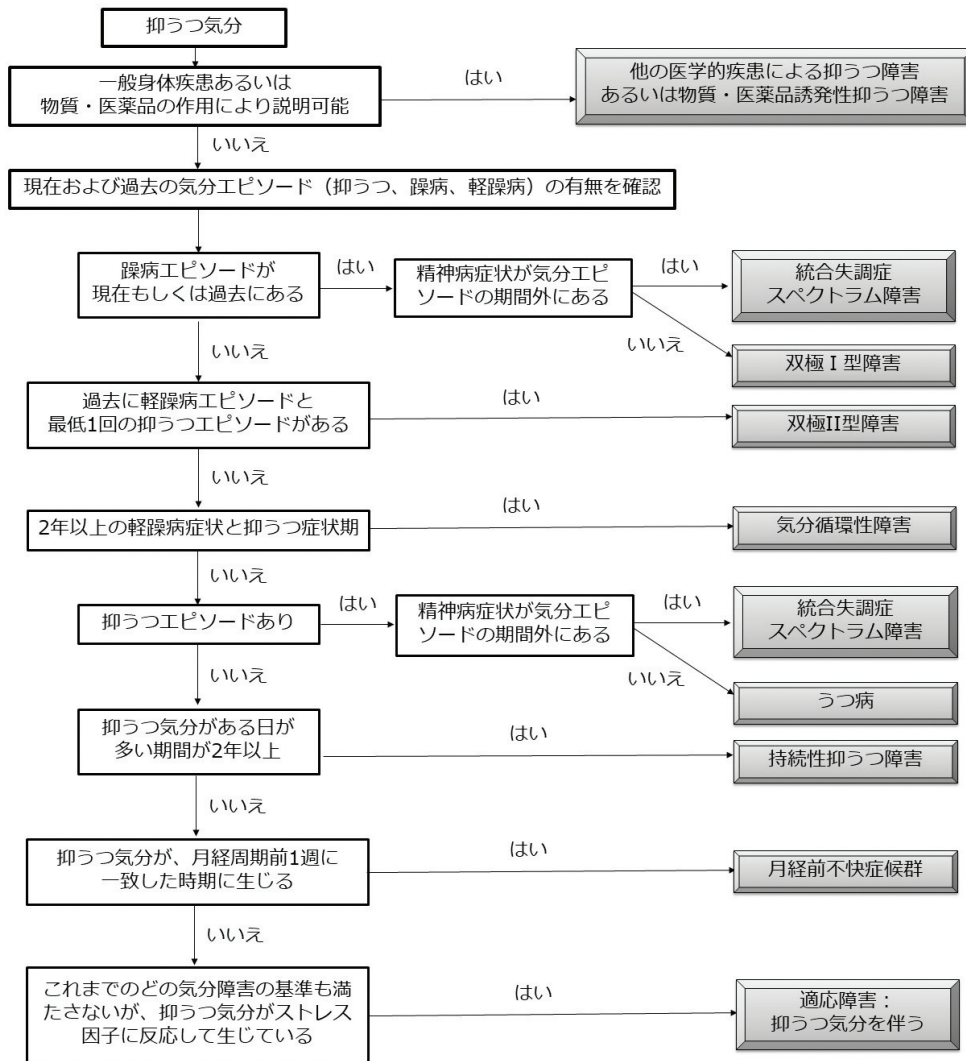 抑うつ気分
一般身体疾患あるいは
物質・医薬品の作用により説明可能
はい
他の医学的疾患による抑うつ障害
あるいは物質・医薬品誘発性抑うつ障害
いいえ
現在および過去の気分エピソード（抑うつ、躁病、軽躁病）の有無を確認
躁病エピソードが
現在もしくは過去にある
はい
精神病症状が気分エピ
ソードの期間外にある
はい
統合失調症
スペクトラム障害
いいえ
双極Ⅰ型障害
いいえ
過去に軽躁病エピソードと
最低1回の抑うつエピソードがある
はい
双極II型障害
いいえ
2年以上の軽躁病症状と抑うつ症状期
はい
気分循環性障害
いいえ
抑うつエピソードあり
はい
精神病症状が気分エピ
ソードの期間外にある
はい
統合失調症
スペクトラム障害
いいえ
うつ病
いいえ
抑うつ気分がある日が
多い期間が2年以上
はい
持続性抑うつ障害
いいえ
抑うつ気分が、月経周期前1週に
一致した時期に生じる
はい
月経前不快症候群
いいえ
これまでのどの気分障害の基準も満
たさないが、抑うつ気分がストレス
因子に反応して生じている
はい
適応障害：
抑うつ気分を伴う